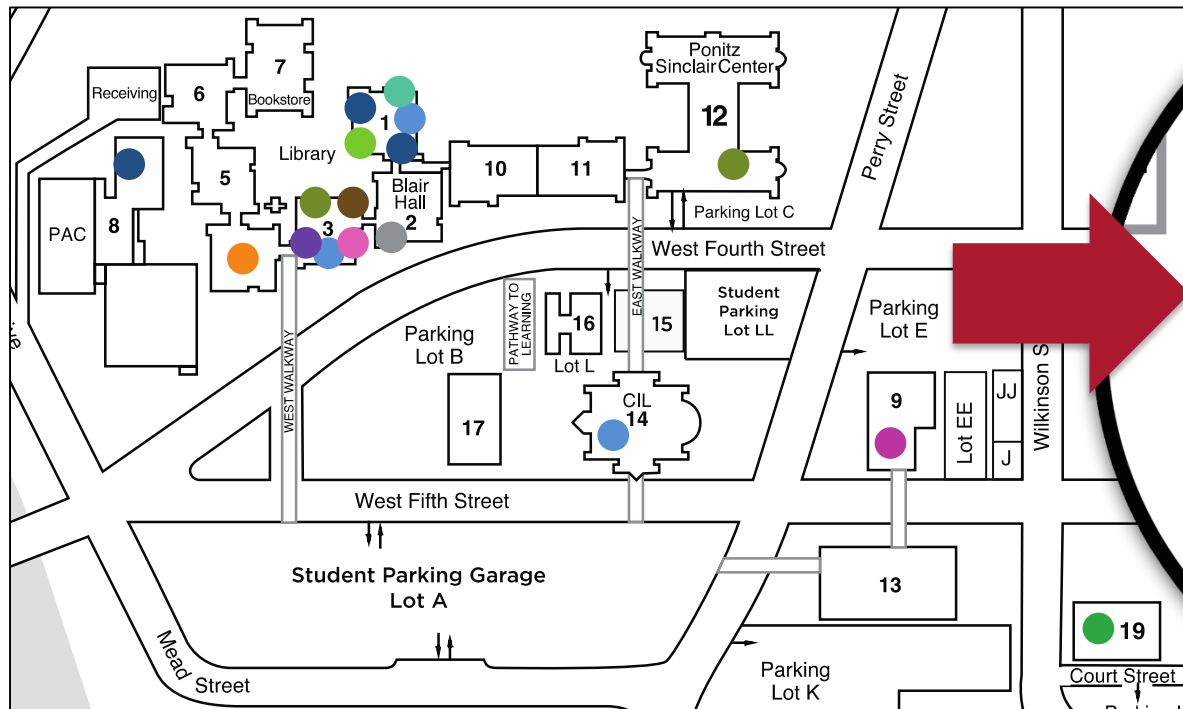 7
Bookstore
6
Receiving
Ponitz
Sinclair Center
12
1
Library
5
10
11
Blair
Hall
2
3
8
PAC
Parking Lot C
Perry Street
West Fourth Street
EAST WALKWAY
WEST WALKWAY
PATHWAY TO
LEARNING
16
Lot L
15
Student
Parking
Lot LL
Parking
Lot B
Parking
Lot E
17
CIL
14
9
Lot EE
JJ
J
Wilkinson S
West Fifth Street
Student Parking Garage
Lot A
13
19
Mead Street
Parking
Lot K
Court Street